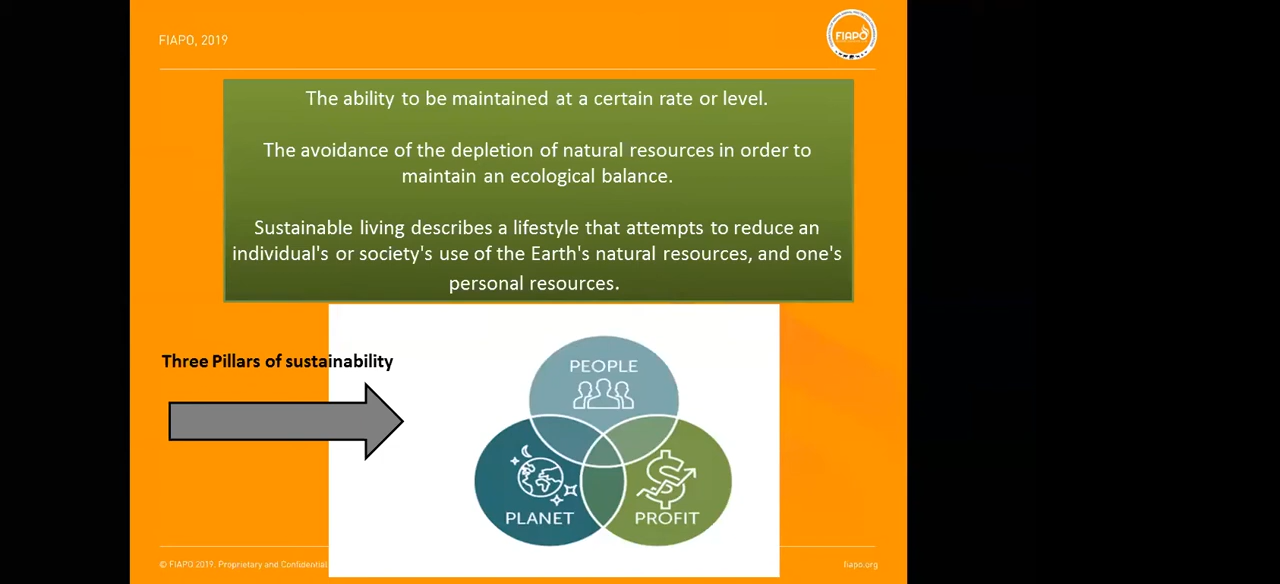 FIAPO, 2019
FIAPO
The ability to be maintained at a certain rate or level.
The avoidance of the depletion of natural resources in order to
maintain an ecological balance.
Sustainable living describes a lifestyle that attempts to reduce an
individual's or society's use of the Earth's natural resources, and one's
personal resources.
Three Pillars of sustainability
PEOPLE
PLANET
PROFIT
© FIAPO 2019. Proprietary and Confidential
fiapo.org